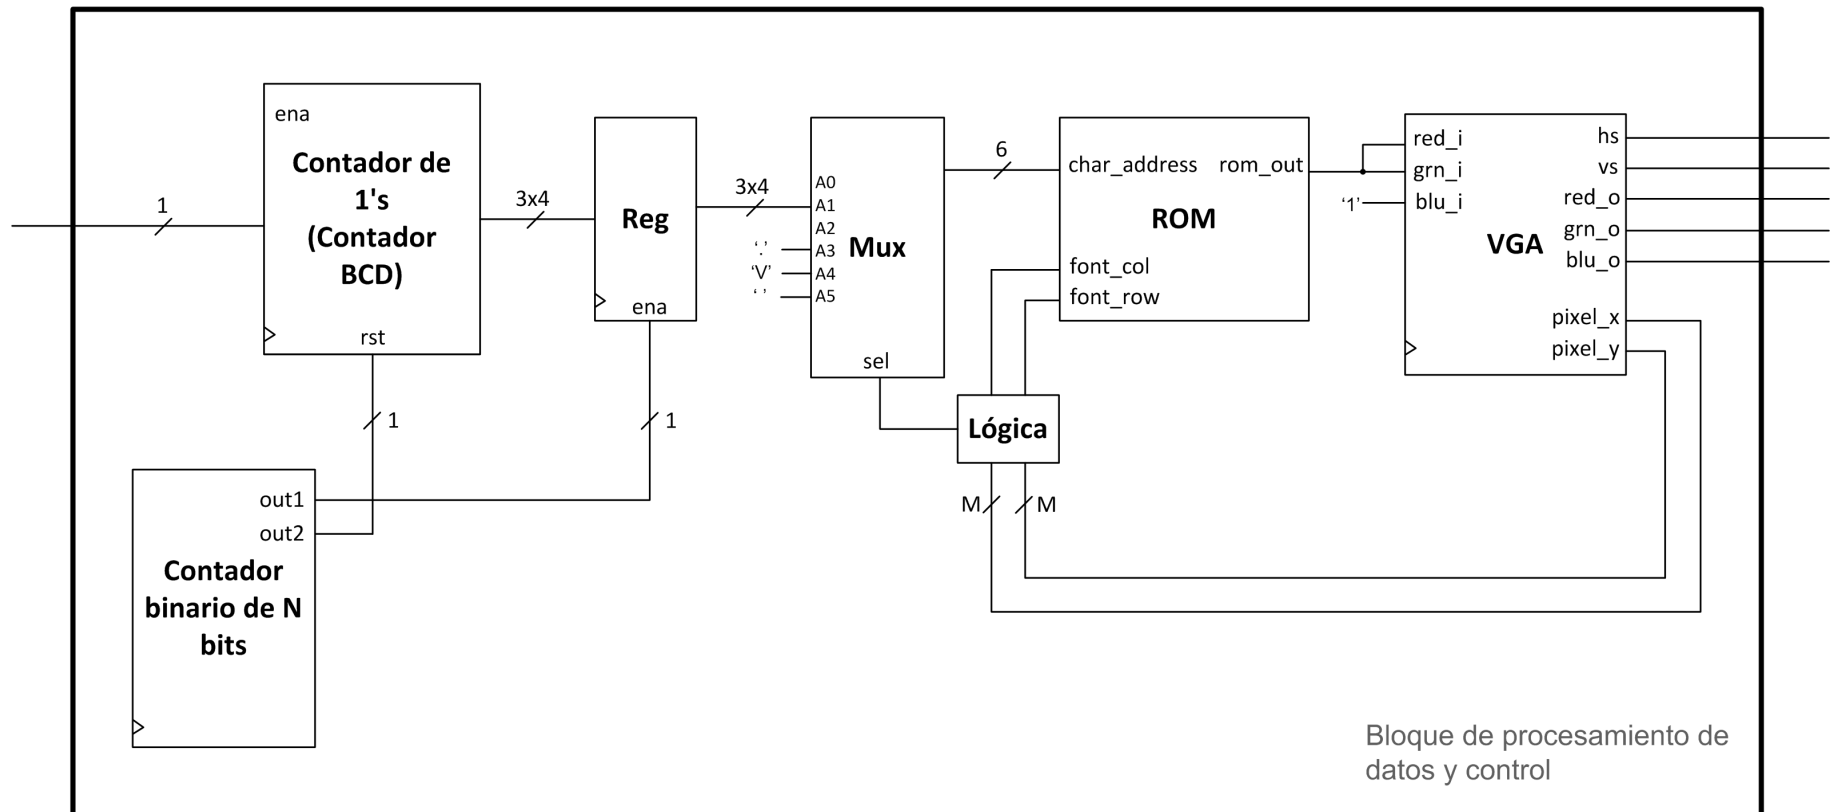 ena
Contador de
1's
(Contador
BCD)
rst
1
3x4
Reg
ena
3x4
A0
A1
A2
A3
A4
A5
'.'
'V'
' '
Mux
sel
6
char_address
rom_out
ROM
font_col
font_row
red_i
grn_i
blu_i
'1'
VGA
hs
vs
red_o
grn_o
blu_o
pixel_x
pixel_y
1
1
Lógica
M
M
out1
out2
Contador
binario de N
bits
Bloque de procesamiento de
datos y control